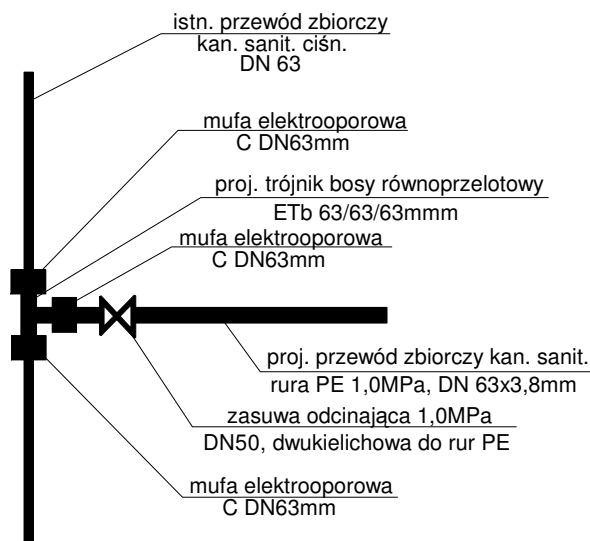 istn. przewód zbiorczy
kan. sanit. ciśn.
DN 63
mufa elektrooporowa
C DN63mm
proj. trójnik bosy równoprzelotowy
ETb 63/63/63mmm
mufa elektrooporowa
C DN63mm
proj. przewód zbiorczy kan. sanit.
rura PE 1,0MPa, DN 63x3,8mm
zasuwa odcinająca 1,0MPa
DN50, dwukielichowa do rur PE
mufa elektrooporowa
C DN63mm